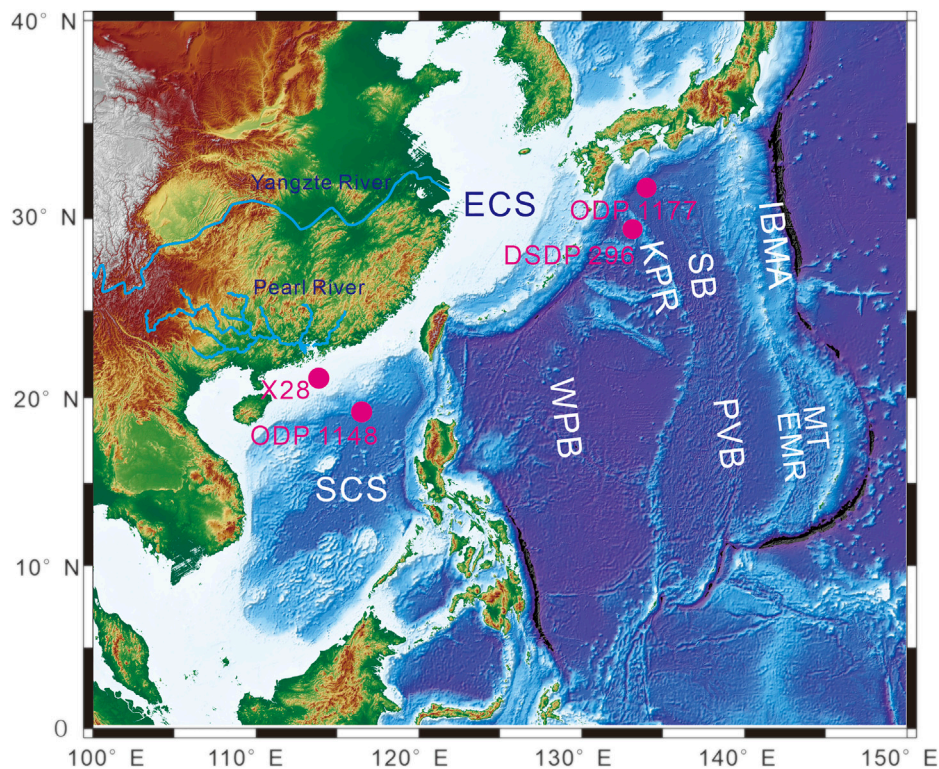 40° N
30° N
20° N
10° N
0
Yangzte River
ECS
ODP 1177
DSDP 296
KPR
SB
IBMA
Pearl River
X28
ODP 1148
SCS
WPB
PVB
MT
EMR
100° E
110° E
120° E
130° E
140° E
150° E